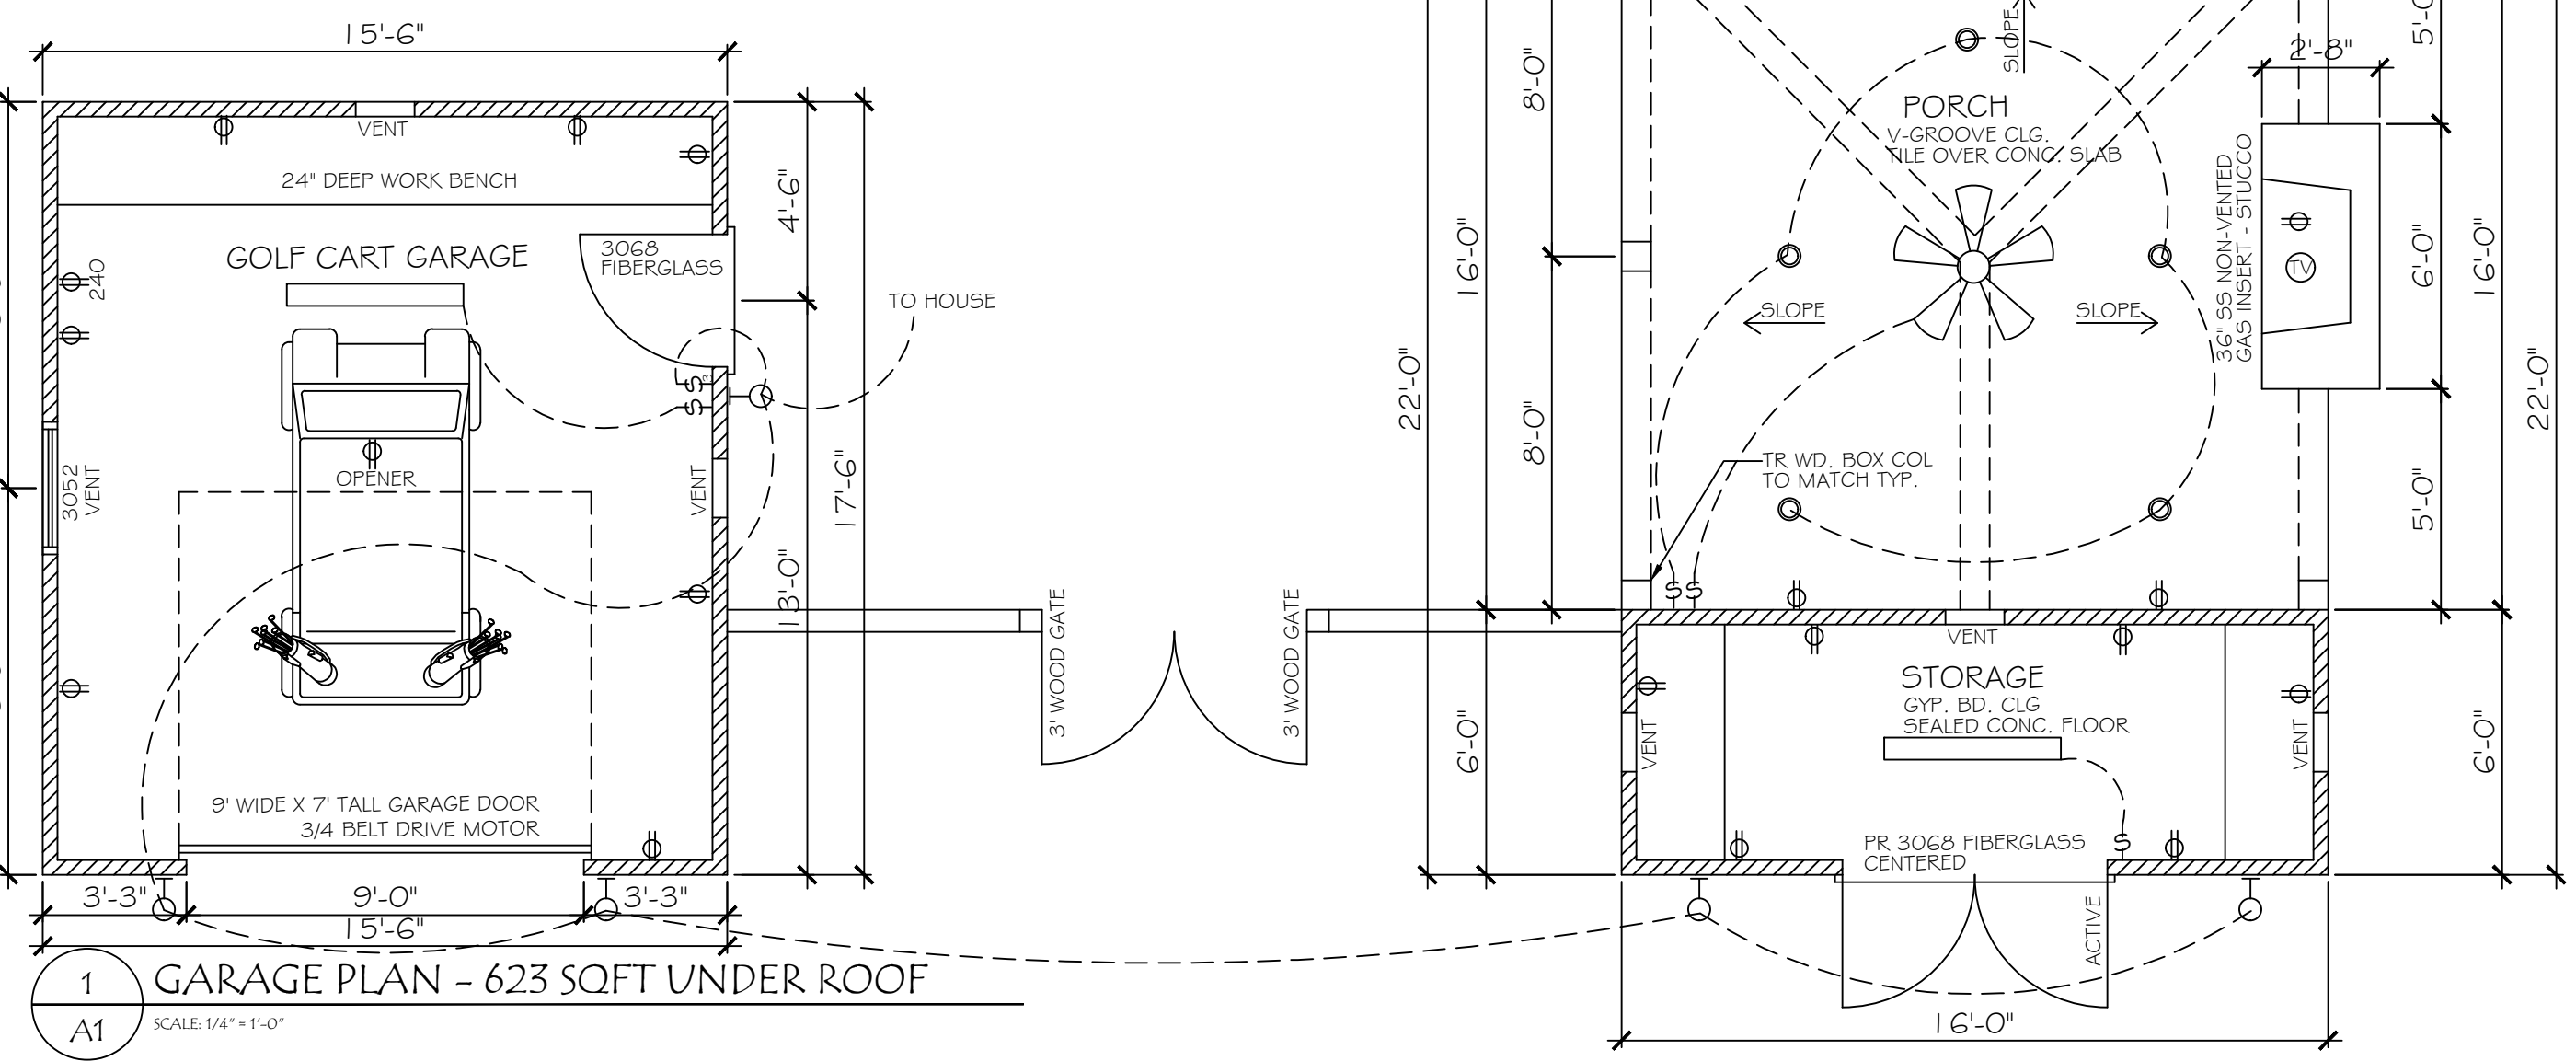 15'-6"
VENT
24" DEEP WORK BENCH
GOLF CART GARAGE
3068
FIBERGLASS
240
TO HOUSE
S S3
S
OPENER
3052
VENT
VENT
4'-6"
13'-0"
17'-6"
9' WIDE X 7' TALL GARAGE DOOR
3/4 BELT DRIVE MOTOR
3'-3"
9'-0"
3'-3"
15'-6"
3' WOOD GATE
3' WOOD GATE
22'-0"
16'-0"
6'-0"
8'-0"
8'-0"
SLOPE
PORCH
V-GROOVE CLG.
TILE OVER CONC. SLAB
SLOPE
SLOPE
2'-8"
36" SS NON-VENTED
GAS INSERT - STUCCO
TV
TR WD. BOX COL
TO MATCH TYP.
S S
6'-0"
5'-0"
16'-0"
6'-0"
22'-0"
VENT
STORAGE
GYP. BD. CLG
SEALED CONC. FLOOR
VENT
VENT
PR 3068 FIBERGLASS
CENTERED
S
ACTIVE
16'-0"
1
A1
GARAGE PLAN - 623 SQFT UNDER ROOF
SCALE: 1/4" = 1'-0"